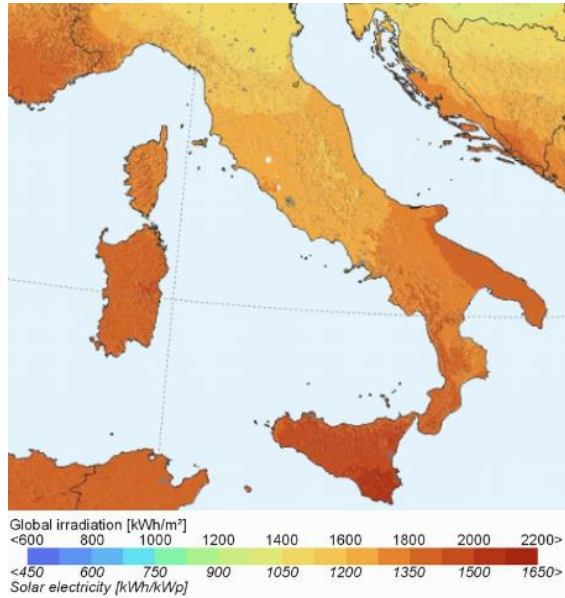 Global irradiation [kWh/m²]
<600 800 1000 1200 1400 1600 1800 2000 2200>
<450 600 750 900 1050 1200 1350 1500 1650>
Solar electricity [kWh/kWp]